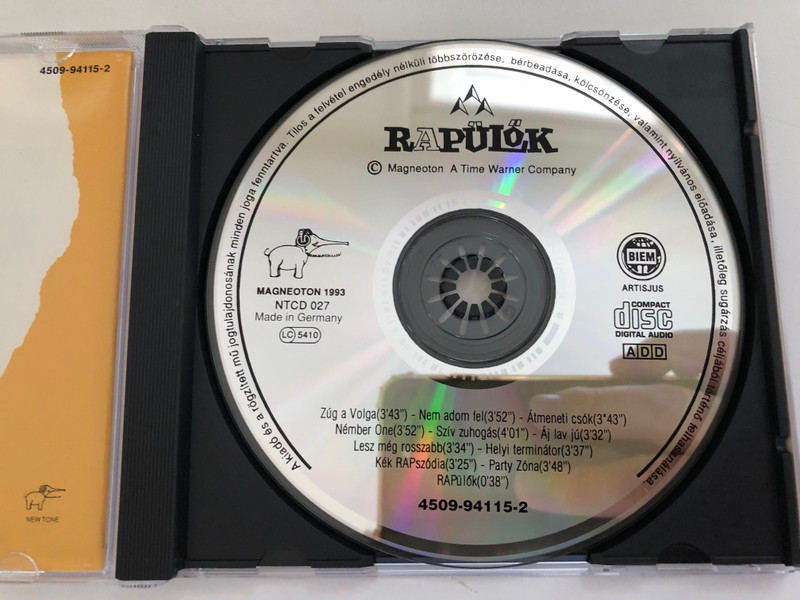 4509-94115-2
NEW TONE
A kiadó és a rögzített mű jogtulajdonosának minden joga fenntartva. Tilos a felvétel engedély nélküli többszörözése, bérbeadása, kölcsönzése, valamint nyilvános előadása, illetőleg sugárzás céljából történő felhasználása.
RAPÜLŐK
© Magneoton A Time Warner Company
MAGNEOTON 1993
NTCD 027
Made in Germany
LC 5410
BIEM
ARTISJUS
COMPACT
disc
DIGITAL AUDIO
ADD
Zúg a Volga(3'43") - Nem adom fel(3'52") - Átmeneti csók(3"43")
Némber One(3'52") - Szív zuhogás(4'01") - Áj lav jú(3'32")
Lesz még rosszabb(3'34") - Helyi terminátor(3'37")
Kék RAPszódia(3'25") - Party Zóna(3'48")
RAPülők(0'38")
4509-94115-2